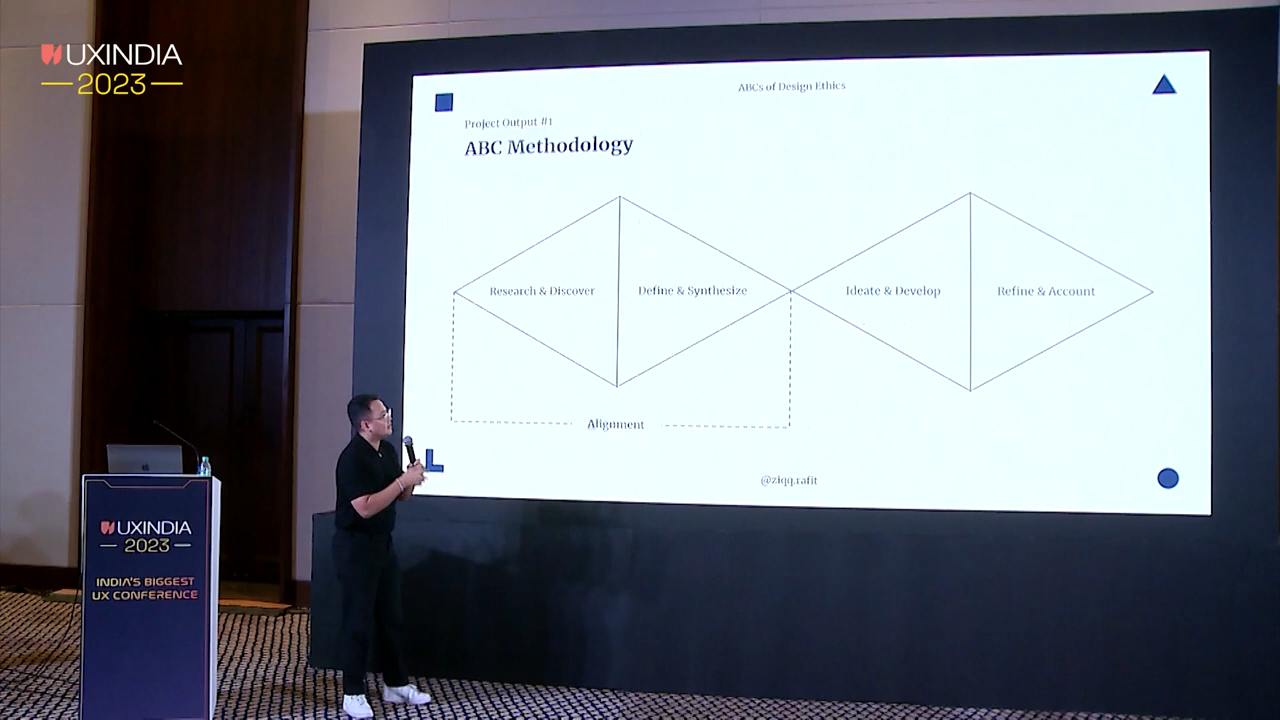 UXINDIA
2023
ABCs of Design Ethics
Project Output #1
ABC Methodology
Research & Discover
Define & Synthesize
Ideate & Develop
Refine & Account
Alignment
@ziqq.rafit
UXINDIA
2023
INDIA'S BIGGEST
UX CONFERENCE